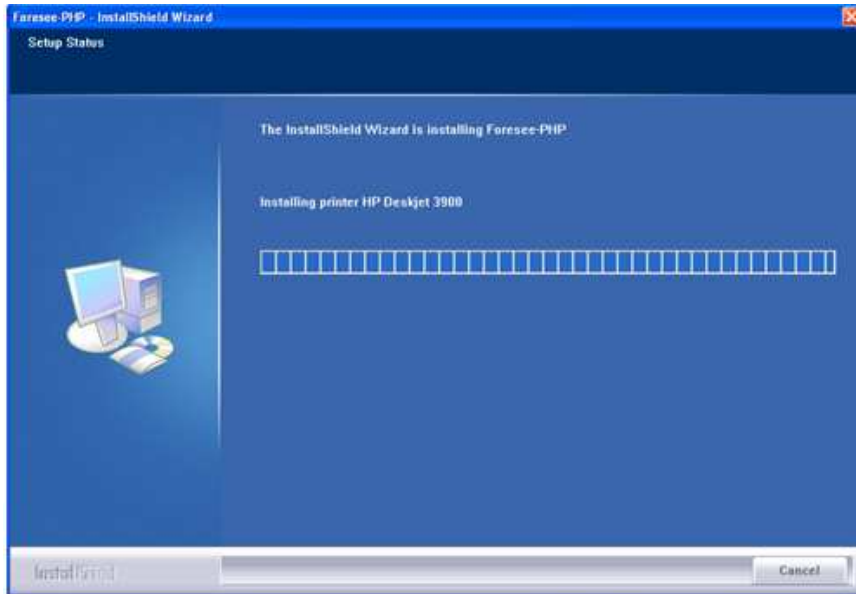 Foresee-PHP - InstallShield Wizard
Setup Status
The InstallShield Wizard is installing Foresee-PHP
Installing printer HP Deskjet 3900
InstallShield
Cancel